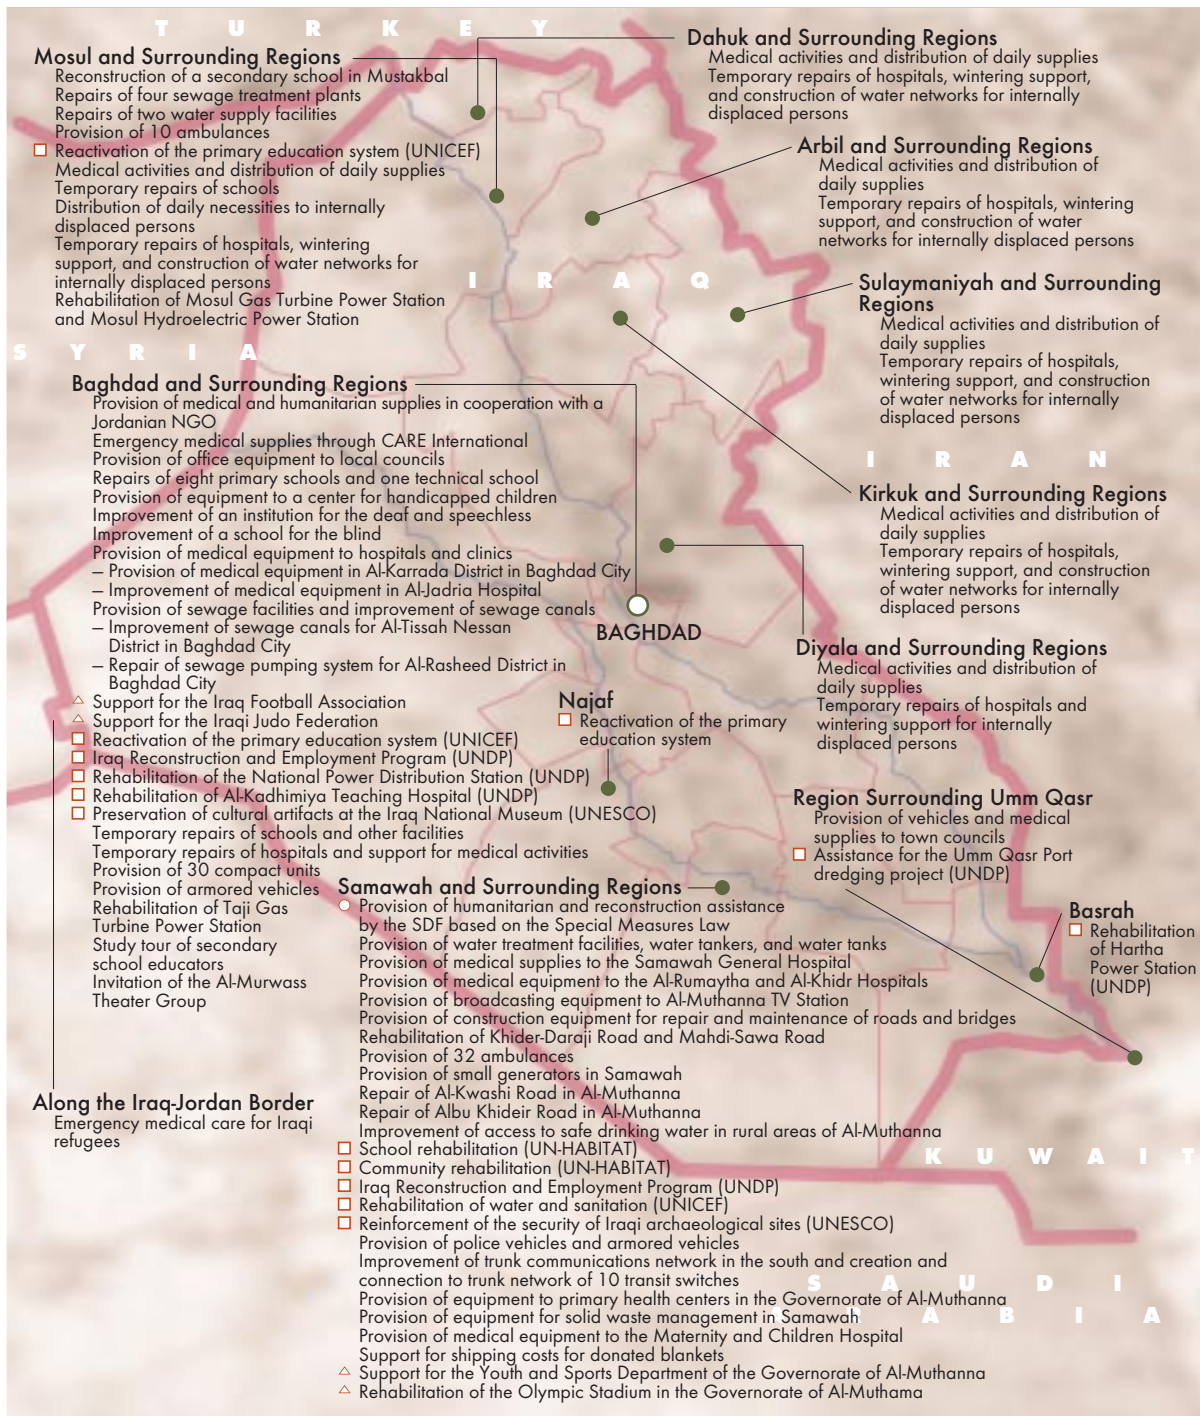 T U R K E Y
Mosul and Surrounding Regions
Reconstruction of a secondary school in Mustakbal
Repairs of four sewage treatment plants
Repairs of two water supply facilities
Provision of 10 ambulances
Reactivation of the primary education system (UNICEF)
Medical activities and distribution of daily supplies
Temporary repairs of schools
Distribution of daily necessities to internally
displaced persons
Temporary repairs of hospitals, wintering
support, and construction of water networks for
internally displaced persons
Rehabilitation of Mosul Gas Turbine Power Station
and Mosul Hydroelectric Power Station
Dahuk and Surrounding Regions
Medical activities and distribution of daily supplies
Temporary repairs of hospitals, wintering support,
and construction of water networks for internally
displaced persons
Arbil and Surrounding Regions
Medical activities and distribution of
daily supplies
Temporary repairs of hospitals, wintering
support, and construction of water
networks for internally displaced persons
I R A Q
Sulaymaniyah and Surrounding
Regions
Medical activities and distribution of
daily supplies
Temporary repairs of hospitals,
wintering support, and construction
of water networks for internally
displaced persons
S Y R I A
I R A N
Kirkuk and Surrounding Regions
Medical activities and distribution of
daily supplies
Temporary repairs of hospitals,
wintering support, and construction
of water networks for internally
displaced persons
Baghdad and Surrounding Regions
Provision of medical and humanitarian supplies in cooperation with a
Jordanian NGO
Emergency medical supplies through CARE International
Provision of office equipment to local councils
Repairs of eight primary schools and one technical school
Provision of equipment to a center for handicapped children
Improvement of an institution for the deaf and speechless
Improvement of a school for the blind
Provision of medical equipment to hospitals and clinics
– Provision of medical equipment in Al-Karrada District in Baghdad City
– Improvement of medical equipment in Al-Jadria Hospital
Provision of sewage facilities and improvement of sewage canals
– Improvement of sewage canals for Al-Tissah Nessan
District in Baghdad City
– Repair of sewage pumping system for Al-Rasheed District in
Baghdad City
Support for the Iraq Football Association
Support for the Iraqi Judo Federation
Reactivation of the primary education system (UNICEF)
Iraq Reconstruction and Employment Program (UNDP)
Rehabilitation of the National Power Distribution Station (UNDP)
Rehabilitation of Al-Kadhimiya Teaching Hospital (UNDP)
Preservation of cultural artifacts at the Iraq National Museum (UNESCO)
Temporary repairs of schools and other facilities
Temporary repairs of hospitals and support for medical activities
Provision of 30 compact units
Provision of armored vehicles
Rehabilitation of Taji Gas
Turbine Power Station
Study tour of secondary
school educators
Invitation of the Al-Murwass
Theater Group
BAGHDAD
Diyala and Surrounding Regions
Medical activities and distribution of
daily supplies
Temporary repairs of hospitals and
wintering support for internally
displaced persons
Najaf
Reactivation of the primary
education system
Region Surrounding Umm Qasr
Provision of vehicles and medical
supplies to town councils
Assistance for the Umm Qasr Port
dredging project (UNDP)
Basrah
Rehabilitation
of Hartha
Power Station
(UNDP)
Samawah and Surrounding Regions
Provision of humanitarian and reconstruction assistance
by the SDF based on the Special Measures Law
Provision of water treatment facilities, water tankers, and water tanks
Provision of medical supplies to the Samawah General Hospital
Provision of medical equipment to the Al-Rumaytha and Al-Khidr Hospitals
Provision of broadcasting equipment to Al-Muthanna TV Station
Provision of construction equipment for repair and maintenance of roads and bridges
Rehabilitation of Khider-Daraji Road and Mahdi-Sawa Road
Provision of 32 ambulances
Provision of small generators in Samawah
Repair of Al-Kwashi Road in Al-Muthanna
Repair of Albu Khideir Road in Al-Muthanna
Improvement of access to safe drinking water in rural areas of Al-Muthanna
School rehabilitation (UN-HABITAT)
Community rehabilitation (UN-HABITAT)
Iraq Reconstruction and Employment Program (UNDP)
Rehabilitation of water and sanitation (UNICEF)
Reinforcement of the security of Iraqi archaeological sites (UNESCO)
Provision of police vehicles and armored vehicles
Improvement of trunk communications network in the south and creation and
connection to trunk network of 10 transit switches
Provision of equipment to primary health centers in the Governorate of Al-Muthanna
Provision of equipment for solid waste management in Samawah
Provision of medical equipment to the Maternity and Children Hospital
Support for shipping costs for donated blankets
Support for the Youth and Sports Department of the Governorate of Al-Muthanna
Rehabilitation of the Olympic Stadium in the Governorate of Al-Muthama
Along the Iraq-Jordan Border
Emergency medical care for Iraqi
refugees
K U W A I T
S A U D I
A R A B I A